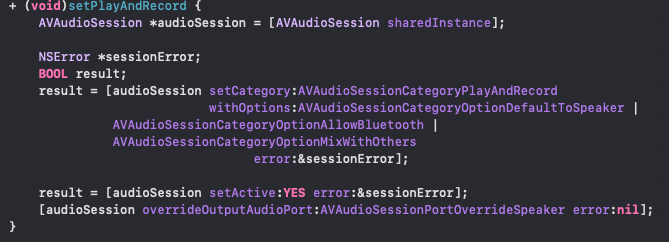 + (void)setPlayAndRecord {
    AVAudioSession *audioSession = [AVAudioSession sharedInstance];

    NSError *sessionError;
    BOOL result;
    result = [audioSession setCategory:AVAudioSessionCategoryPlayAndRecord
                           withOptions:AVAudioSessionCategoryOptionDefaultToSpeaker |
              AVAudioSessionCategoryOptionAllowBluetooth |
              AVAudioSessionCategoryOptionMixWithOthers
                                 error:&sessionError];

    result = [audioSession setActive:YES error:&sessionError];
    [audioSession overrideOutputAudioPort:AVAudioSessionPortOverrideSpeaker error:nil];
}